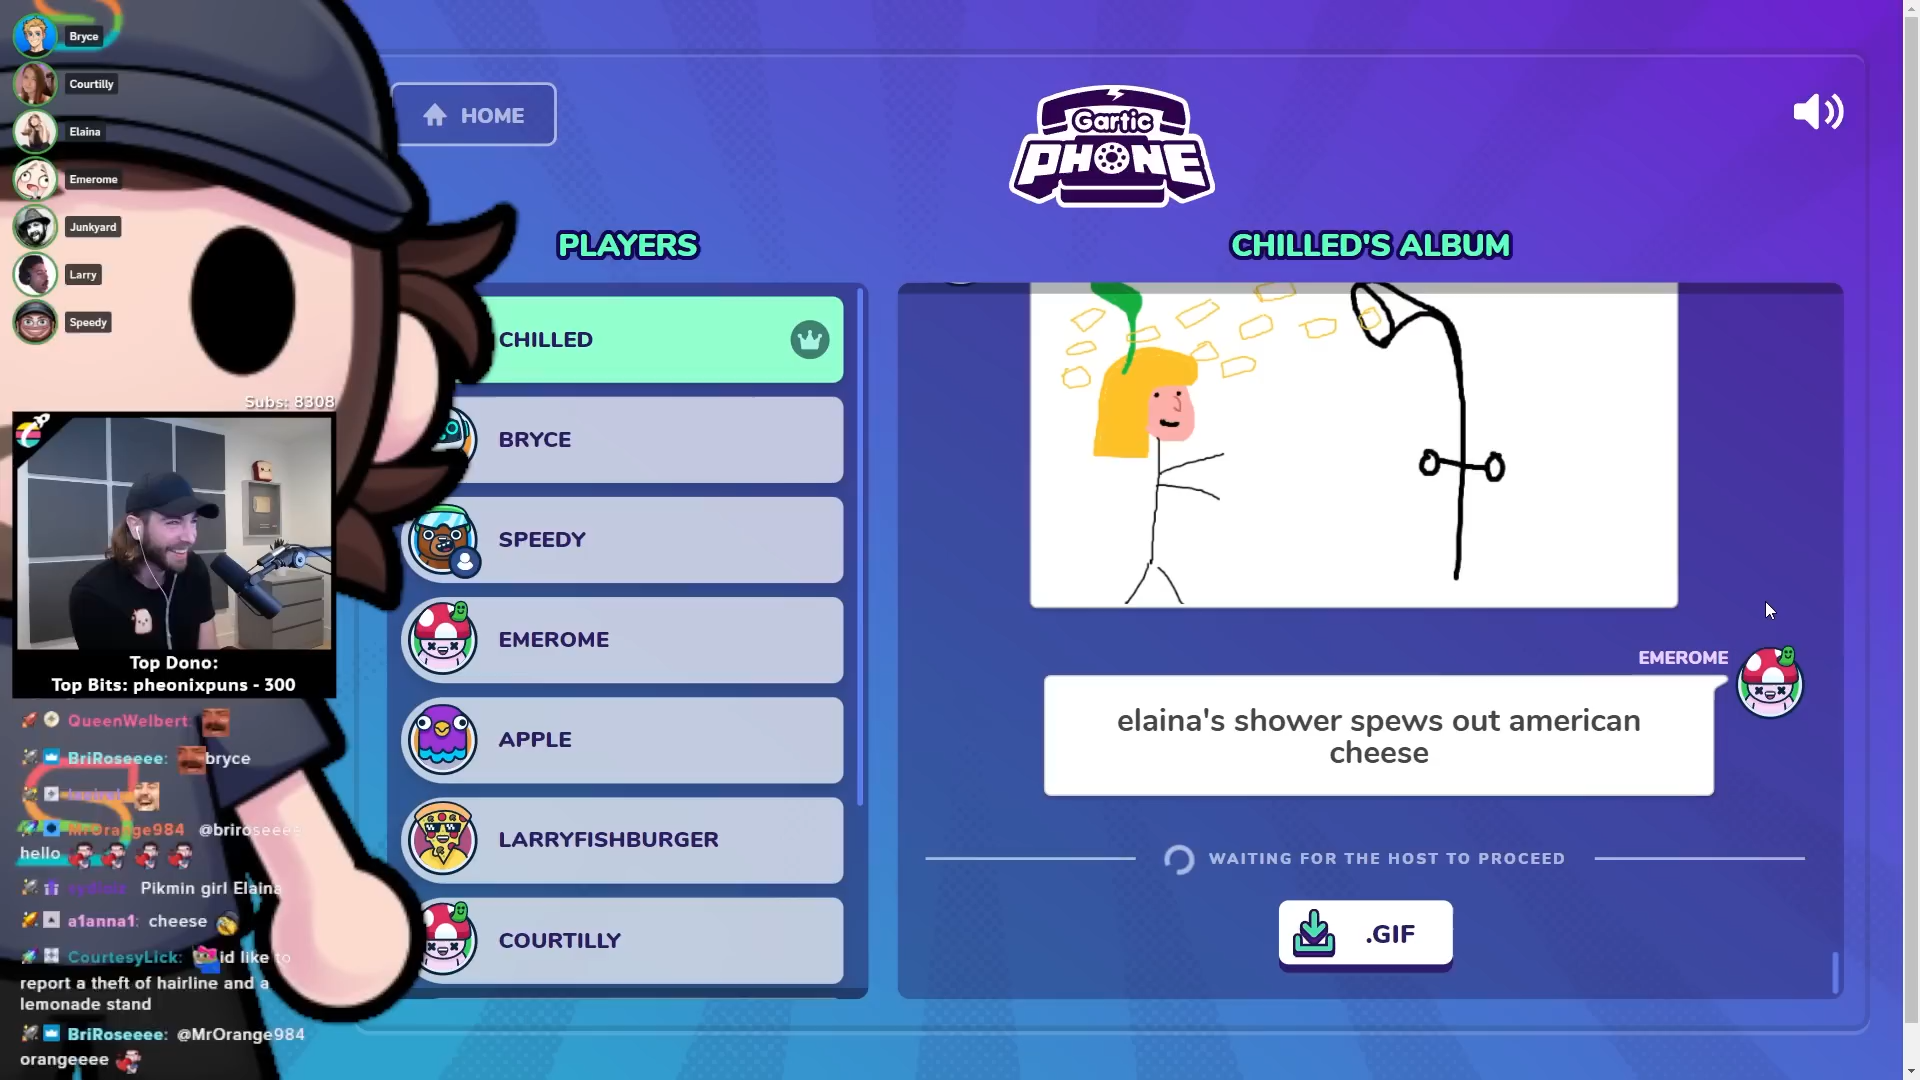 Bryce
Courtilly
Elaina
Emerome
Junkyard
Larry
Speedy
Subs: 8308
Top Dono:
Top Bits: pheonixpuns - 300
QueenWelbert:
BriRoseeee: bryce
MrOrange984 @briroseeee
hello
Pikmin girl Elaina
a1anna1: cheese
CourtesyLick: id like to
report a theft of hairline and a
lemonade stand
BriRoseeee: @MrOrange984
orangeeee
HOME
Gartic
PHONE
PLAYERS
CHILLED
BRYCE
SPEEDY
EMEROME
APPLE
LARRYFISHBURGER
COURTILLY
CHILLED'S ALBUM
EMEROME
elaina's shower spews out american
cheese
WAITING FOR THE HOST TO PROCEED
.GIF